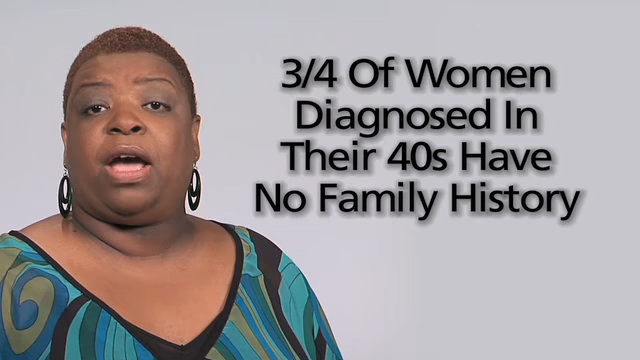 3/4 Of Women
Diagnosed In
Their 40s Have
No Family History